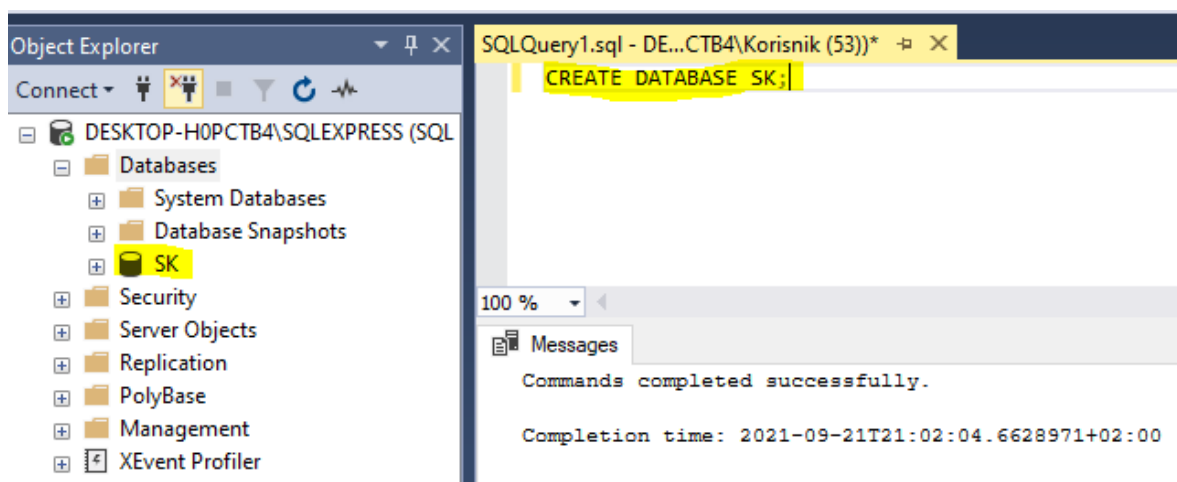 Object Explorer
Connect
DESKTOP-H0PCTB4\SQLEXPRESS (SQL
Databases
System Databases
Database Snapshots
SK
Security
Server Objects
Replication
PolyBase
Management
XEvent Profiler
SQLQuery1.sql - DE...CTB4\Korisnik (53))*
CREATE DATABASE SK;
100 %
Messages
Commands completed successfully.
Completion time: 2021-09-21T21:02:04.6628971+02:00